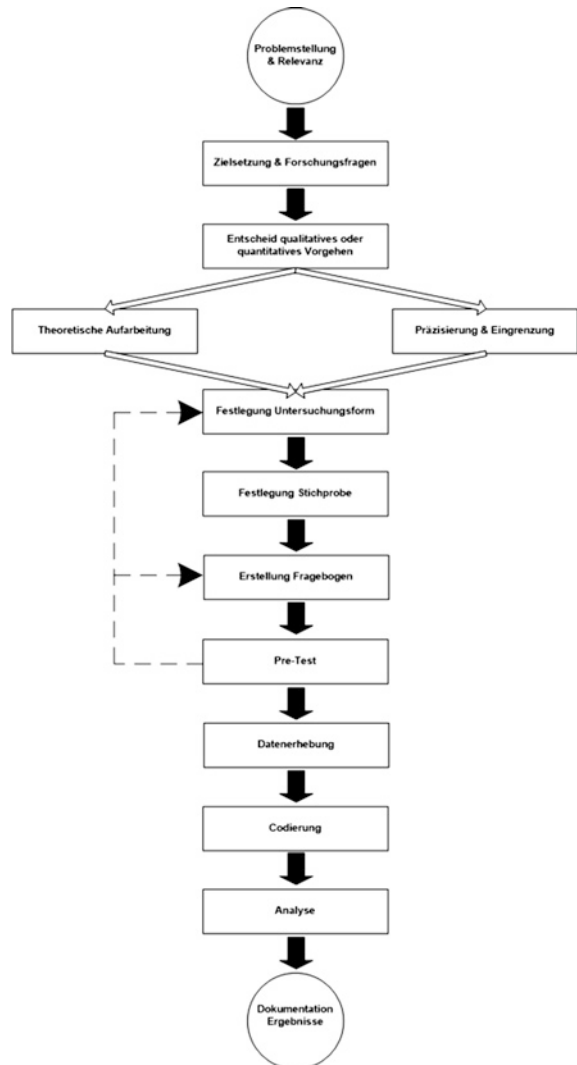 Problemstellung
& Relevanz
Zielsetzung & Forschungsfragen
Entscheid qualitatives oder
quantitatives Vorgehen
Theoretische Aufarbeitung
Präzisierung & Eingrenzung
Festlegung Untersuchungsform
Festlegung Stichprobe
Erstellung Fragebogen
Pre-Test
Datenerhebung
Codierung
Analyse
Dokumentation
Ergebnisse